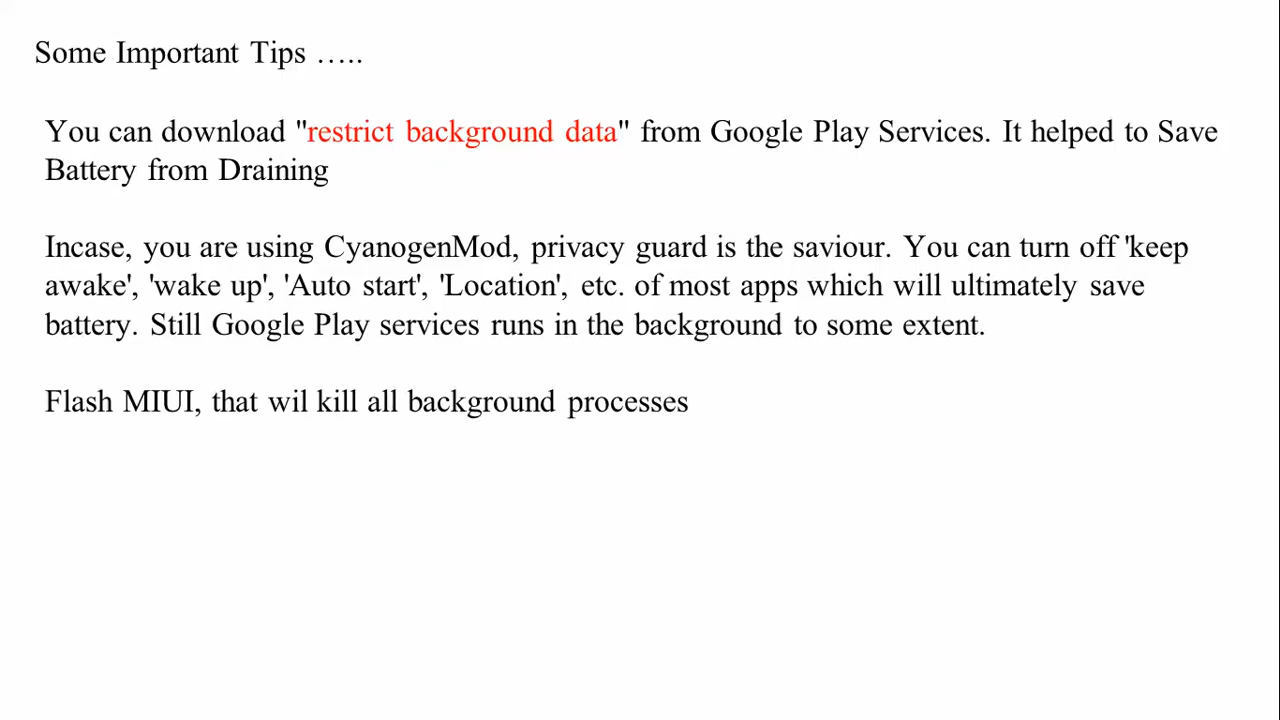 Some Important Tips …..
You can download "restrict background data" from Google Play Services. It helped to Save
Battery from Draining
Incase, you are using CyanogenMod, privacy guard is the saviour. You can turn off 'keep
awake', 'wake up', 'Auto start', 'Location', etc. of most apps which will ultimately save
battery. Still Google Play services runs in the background to some extent.
Flash MIUI, that wil kill all background processes